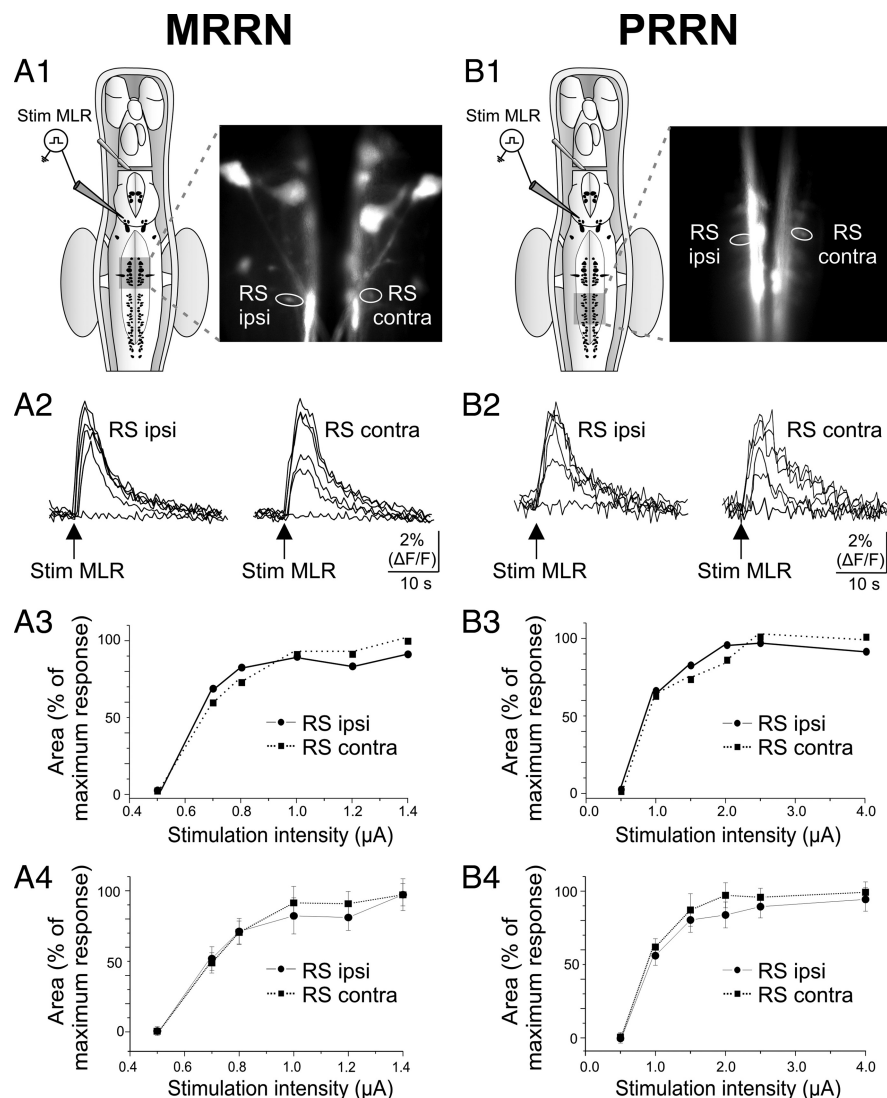 MRRN
PRRN
A1
Stim MLR
RS
ipsi
RS
contra
B1
Stim MLR
RS
ipsi
RS
contra
A2
RS ipsi
RS contra
Stim MLR
Stim MLR
2%
(ΔF/F)
10 s
B2
RS ipsi
RS contra
Stim MLR
Stim MLR
2%
(ΔF/F)
10 s
A3
Area (% of
maximum response)
100
50
0
0.4
0.6
0.8
1.0
1.2
1.4
RS ipsi
RS contra
Stimulation intensity (µA)
B3
Area (% of
maximum response)
100
50
0
0.0
1.0
2.0
3.0
4.0
RS ipsi
RS contra
Stimulation intensity (µA)
A4
Area (% of
maximum response)
100
50
0
0.4
0.6
0.8
1.0
1.2
1.4
RS ipsi
RS contra
Stimulation intensity (µA)
B4
Area (% of
maximum response)
100
50
0
0.0
1.0
2.0
3.0
4.0
RS ipsi
RS contra
Stimulation intensity (µA)